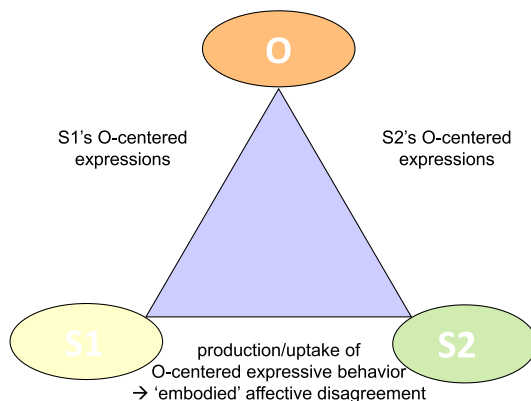 O
S1's O-centered
expressions
S2's O-centered
expressions
S1
S2
production/uptake of
O-centered expressive behavior
→ 'embodied' affective disagreement